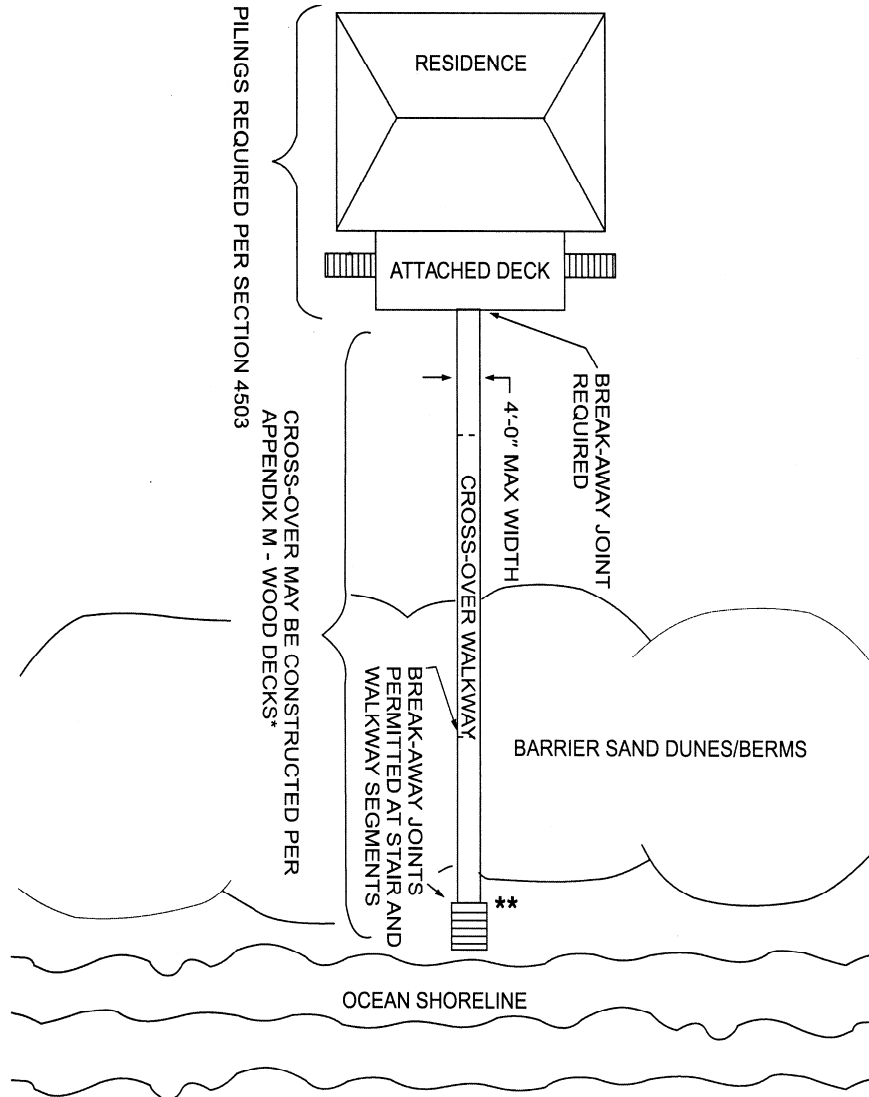 RESIDENCE
PILINGS REQUIRED PER SECTION 4503
ATTACHED DECK
BREAK-AWAY JOINT
REQUIRED
4'-0" MAX WIDTH
CROSS-OVER WALKWAY
CROSS-OVER MAY BE CONSTRUCTED PER
APPENDIX M - WOOD DECKS*
BREAK-AWAY JOINTS
PERMITTED AT STAIR AND
WALKWAY SEGMENTS
BARRIER SAND DUNES/BERMS
**
OCEAN SHORELINE